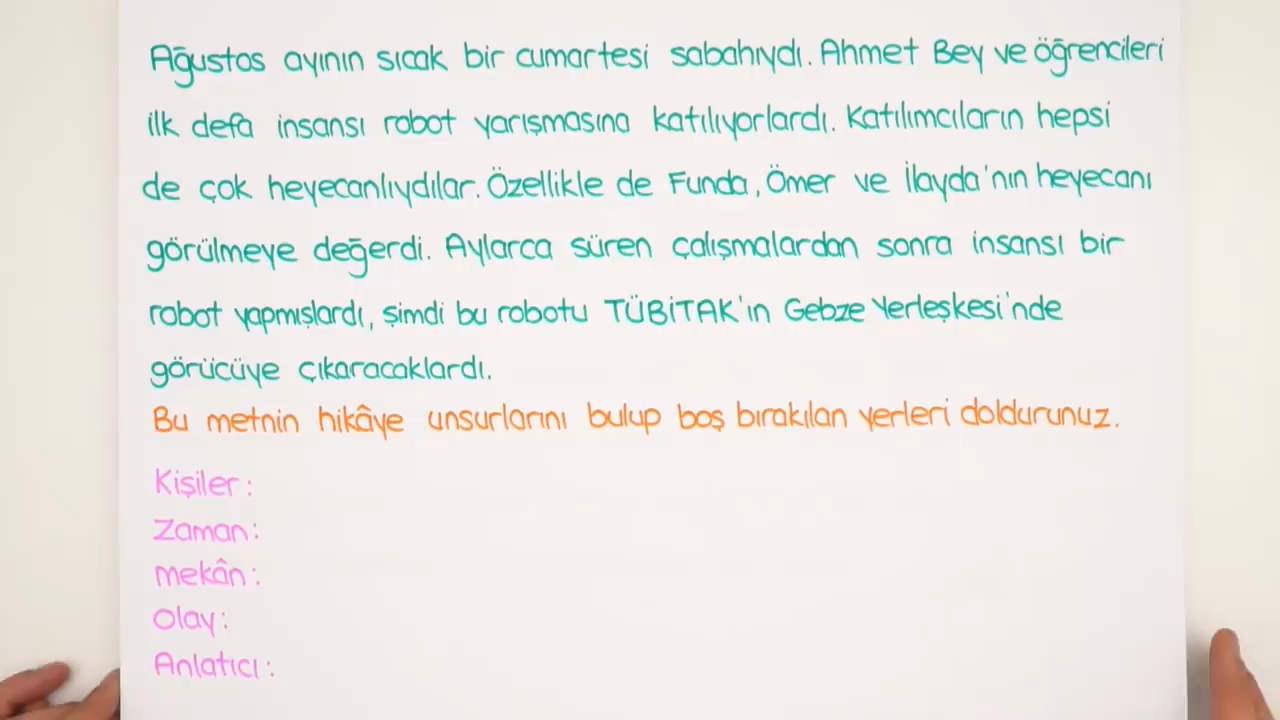 Ağustos ayının sıcak bir cumartesi sabahıydı. Ahmet Bey ve öğrencileri
ilk defa insansı robot yarışmasına katılıyorlardı. Katılımcıların hepsi
de çok heyecanlıydılar. Özellikle de Funda, Ömer ve İlayda'nın heyecanı
görülmeye değerdi. Aylarca süren çalışmalardan sonra insansı bir
robot yapmışlardı, şimdi bu robotu TÜBİTAK'ın Gebze Yerleşkesi'nde
görücüye çıkaracaklardı.
Bu metnin hikâye unsurlarını bulup boş bırakılan yerleri doldurunuz.
Kişiler:
Zaman:
mekân:
Olay:
Anlatıcı: